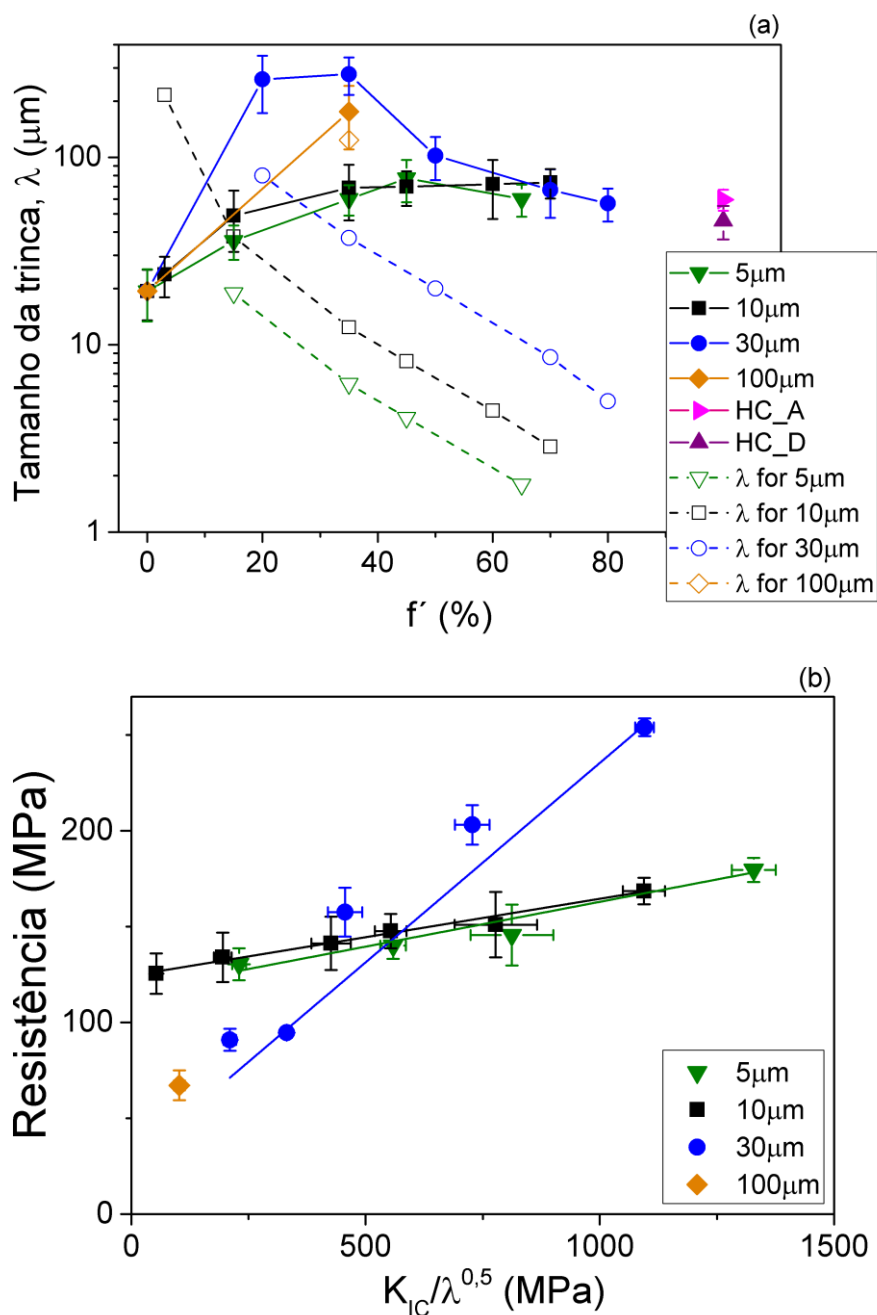 (a)
Tamanho da trinca, λ (μm)
100
10
1
0
20
40
60
80
f´ (%)
5μm
10μm
30μm
100μm
HC_A
HC_D
λ for 5μm
λ for 10μm
λ for 30μm
λ for 100μm
(b)
Resistência (MPa)
200
100
0
0
500
1000
1500
K_IC/λ^0,5 (MPa)
5μm
10μm
30μm
100μm